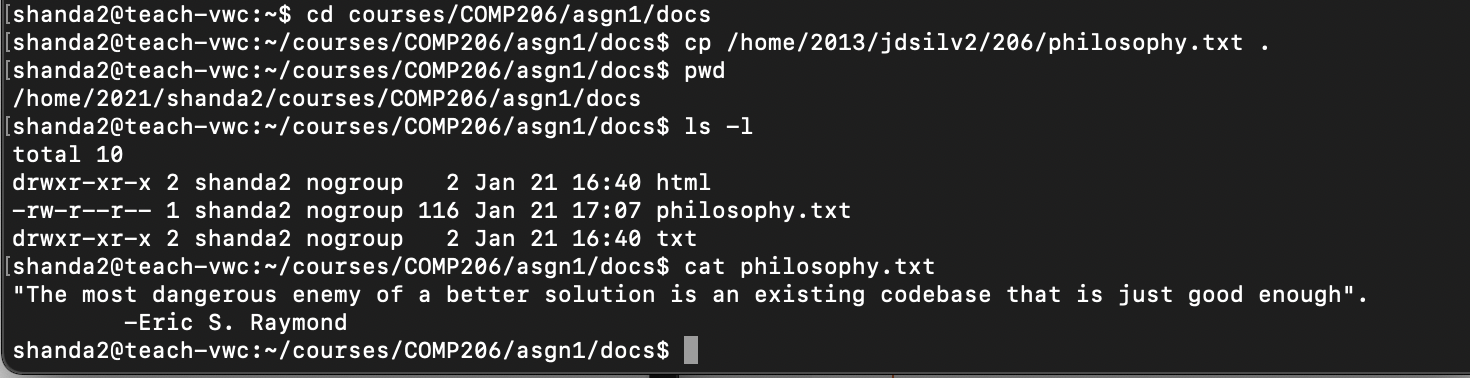 [shanda2@teach-vwc:~$ cd courses/COMP206/asgn1/docs
[shanda2@teach-vwc:~/courses/COMP206/asgn1/docs$ cp /home/2013/jdsilv2/206/philosophy.txt .
[shanda2@teach-vwc:~/courses/COMP206/asgn1/docs$ pwd
/home/2021/shanda2/courses/COMP206/asgn1/docs
[shanda2@teach-vwc:~/courses/COMP206/asgn1/docs$ ls -l
total 10
drwxr-xr-x 2 shanda2 nogroup   2 Jan 21 16:40 html
-rw-r--r-- 1 shanda2 nogroup 116 Jan 21 17:07 philosophy.txt
drwxr-xr-x 2 shanda2 nogroup   2 Jan 21 16:40 txt
[shanda2@teach-vwc:~/courses/COMP206/asgn1/docs$ cat philosophy.txt
"The most dangerous enemy of a better solution is an existing codebase that is just good enough".
        -Eric S. Raymond
shanda2@teach-vwc:~/courses/COMP206/asgn1/docs$